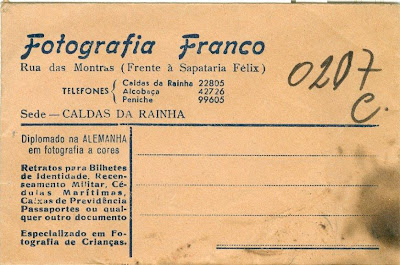 Fotografia Franco
Rua das Montras (Frente à Sapataria Félix)
TELEFONES { Caldas da Rainha 22805
Alcobaça 42726
Peniche 99605
Sede — CALDAS DA RAINHA
0207
C.
Diplomado na ALEMANHA
em fotografia a cores
Retratos para Bilhetes
de Identidade, Recen-
seamento Militar, Cé-
dulas Marítimas,
Caixas de Previdência
Passaportes ou qual-
quer outro documento
Especializado em Fo-
tografia de Crianças.